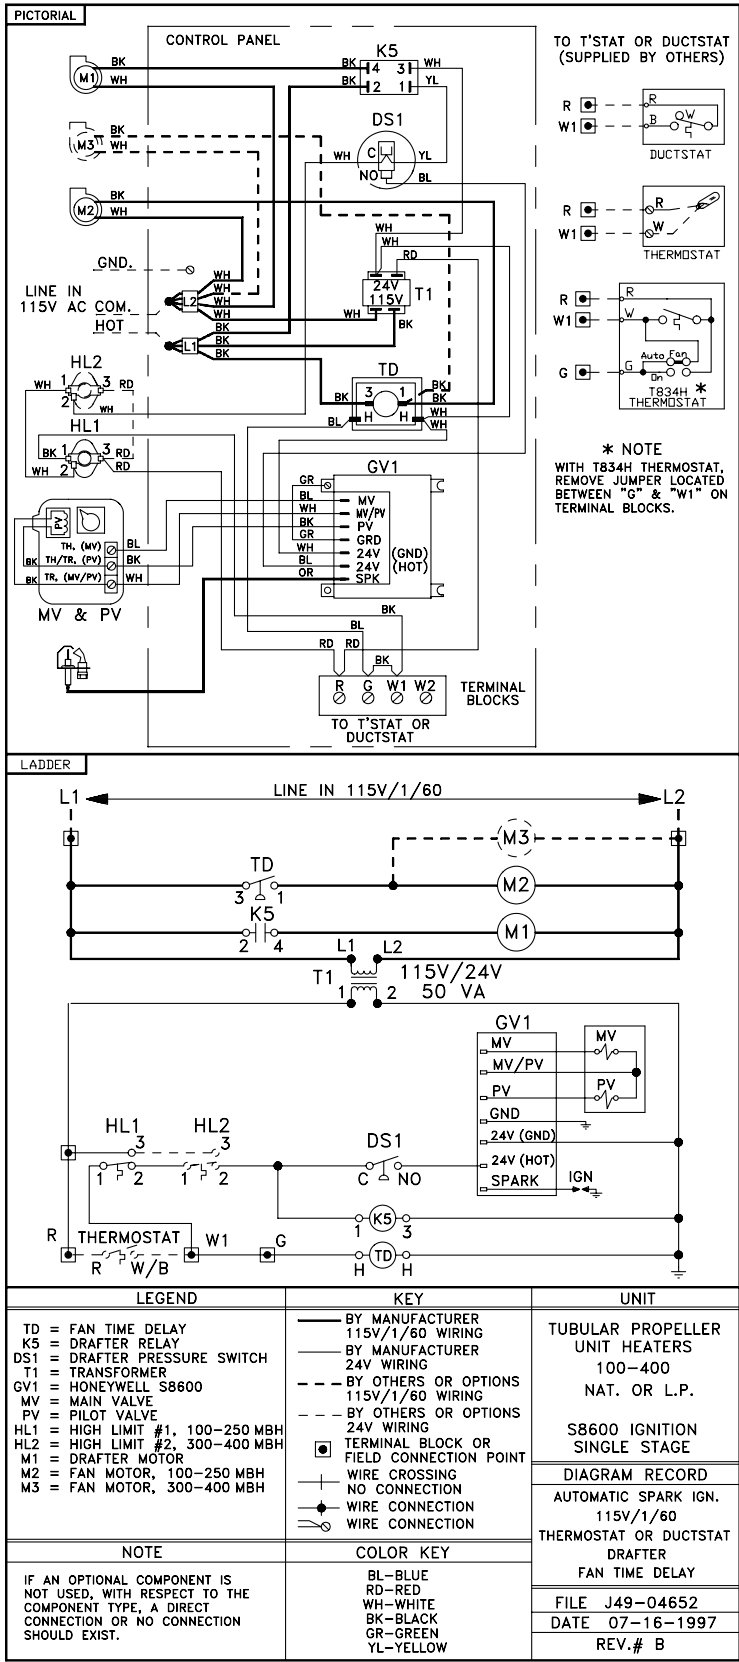 PICTORIAL
CONTROL PANEL
K5
TO T'STAT OR DUCTSTAT
(SUPPLIED BY OTHERS)
M1
BK
WH
BK 4 3 WH
BK 2 1 YL
R
W1
R
B
W
DUCTSTAT
DS1
M3
BK
WH
WH C YL
NO BL
M2
BK
WH
R
W1
R
W
THERMOSTAT
GND.
LINE IN
115V AC COM.
HOT
L2
WH
WH
WH
WH
L1
BK
BK
BK
WH
WH
RD
24V
115V
T1
WH
BK
R
W1
G
R
W
G
Auto Fan
On
T834H *
THERMOSTAT
HL2
WH 1 3 RD
2 WH
HL1
BK 1 3 RD
WH 2 RD
TD
BK 3 1 BK
BK
BL H H WH
WH
* NOTE
WITH T834H THERMOSTAT,
REMOVE JUMPER LOCATED
BETWEEN "G" & "W1" ON
TERMINAL BLOCKS.
GV1
GR
BL MV
WH MV/PV
BK PV
GR GRD
WH 24V (GND)
BL 24V (HOT)
OR SPK
PV
TH. (MV) BL
BK TH/TR. (PV) BK
BK TR. (MV/PV) WH
MV & PV
BK
BL
RD RD
BK
R G W1 W2
TERMINAL
BLOCKS
TO T'STAT OR
DUCTSTAT
LADDER
L1 LINE IN 115V/1/60 L2
M3
TD
3 1
M2
K5
2 4
M1
L1 L2
T1
1 2
115V/24V
50 VA
GV1
MV
MV/PV
PV
GND
24V (GND)
24V (HOT)
SPARK
MV
PV
IGN
HL1
3
1 2
HL2
3
1 2
DS1
C NO
1 K5 3
R THERMOSTAT W1 G
R W/B
H TD H
LEGEND
TD = FAN TIME DELAY
K5 = DRAFTER RELAY
DS1 = DRAFTER PRESSURE SWITCH
T1 = TRANSFORMER
GV1 = HONEYWELL S8600
MV = MAIN VALVE
PV = PILOT VALVE
HL1 = HIGH LIMIT #1, 100-250 MBH
HL2 = HIGH LIMIT #2, 300-400 MBH
M1 = DRAFTER MOTOR
M2 = FAN MOTOR, 100-250 MBH
M3 = FAN MOTOR, 300-400 MBH
KEY
BY MANUFACTURER
115V/1/60 WIRING
BY MANUFACTURER
24V WIRING
BY OTHERS OR OPTIONS
115V/1/60 WIRING
BY OTHERS OR OPTIONS
24V WIRING
TERMINAL BLOCK OR
FIELD CONNECTION POINT
WIRE CROSSING
NO CONNECTION
WIRE CONNECTION
WIRE CONNECTION
UNIT
TUBULAR PROPELLER
UNIT HEATERS
100-400
NAT. OR L.P.
S8600 IGNITION
SINGLE STAGE
DIAGRAM RECORD
AUTOMATIC SPARK IGN.
115V/1/60
THERMOSTAT OR DUCTSTAT
DRAFTER
FAN TIME DELAY
FILE J49-04652
DATE 07-16-1997
REV.# B
NOTE
IF AN OPTIONAL COMPONENT IS
NOT USED, WITH RESPECT TO THE
COMPONENT TYPE, A DIRECT
CONNECTION OR NO CONNECTION
SHOULD EXIST.
COLOR KEY
BL-BLUE
RD-RED
WH-WHITE
BK-BLACK
GR-GREEN
YL-YELLOW